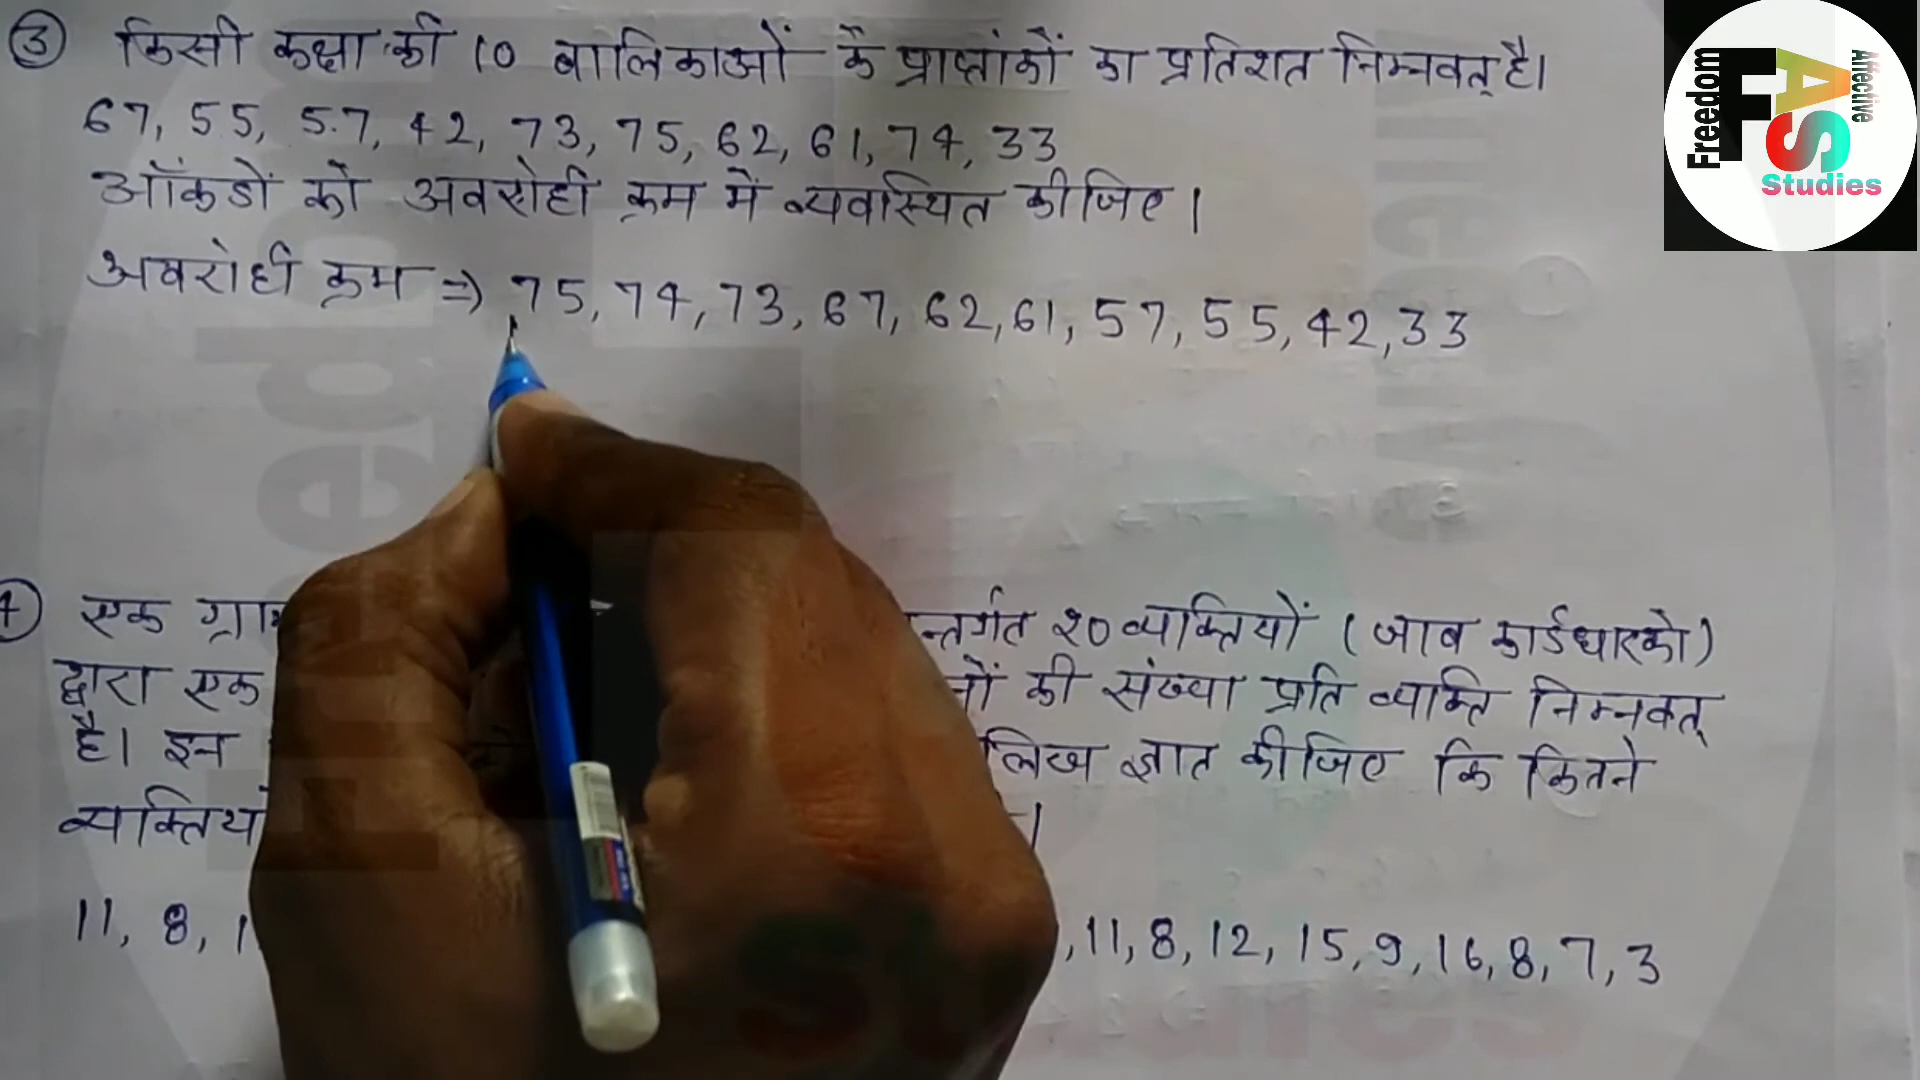 ③ किसी कक्षा की 10 बालिकाओं के प्राप्तांकों का प्रतिशत निम्नवत् है।
67, 55, 57, 42, 73, 75, 62, 61, 74, 33
आँकडों को अवरोही क्रम में व्यवस्थित कीजिए।
अवरोही क्रम ⇒ 75, 74, 73, 67, 62, 61, 57, 55, 42, 33
4 एक न्तर्गत 20 व्यक्तियों (जाब कार्डधारको)
द्वारा एक की संख्या प्रति व्यक्ति निम्नवत्
है। इन ज्ञात कीजिए कि कितने
11, 8, 11, 8, 12, 15, 9, 16, 8, 7, 3
Freedom
FAS
Affective
Studies